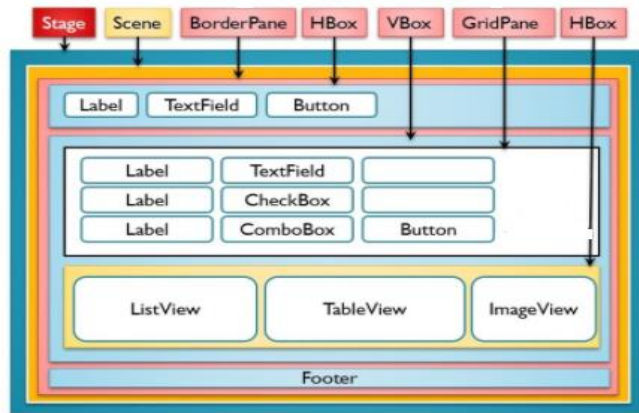 Stage Scene BorderPane HBox VBox GridPane HBox
Label TextField Button
Label TextField
Label CheckBox
Label ComboBox Button
ListView TableView ImageView
Footer